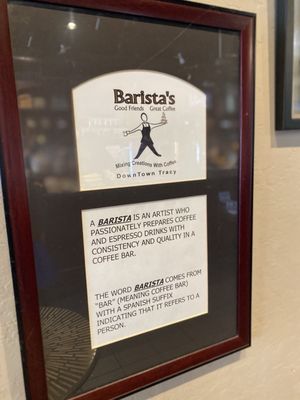 Barista's
Good Friends Great Coffee
Mixing Creations With Coffee
DownTown Tracy
A BARISTA IS AN ARTIST WHO
PASSIONATELY PREPARES COFFEE
AND ESPRESSO DRINKS WITH
CONSISTENCY AND QUALITY IN A
COFFEE BAR.
THE WORD BARISTA COMES FROM
"BAR" (MEANING COFFEE BAR)
WITH A SPANISH SUFFIX
INDICATING THAT IT REFERS TO A
PERSON.